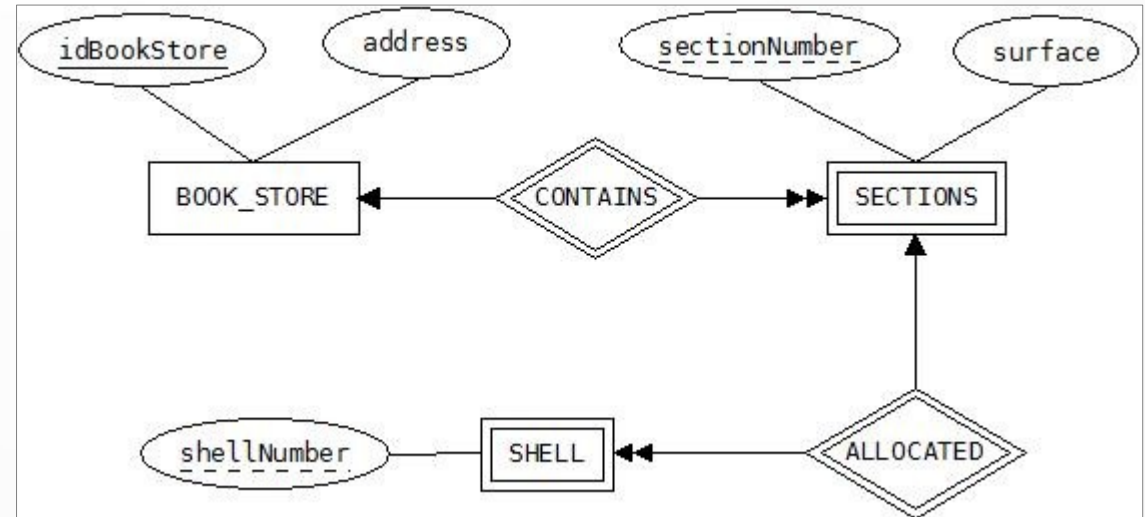 idBookStore
address
sectionNumber
surface
BOOK_STORE
CONTAINS
SECTIONS
shellNumber
SHELL
ALLOCATED